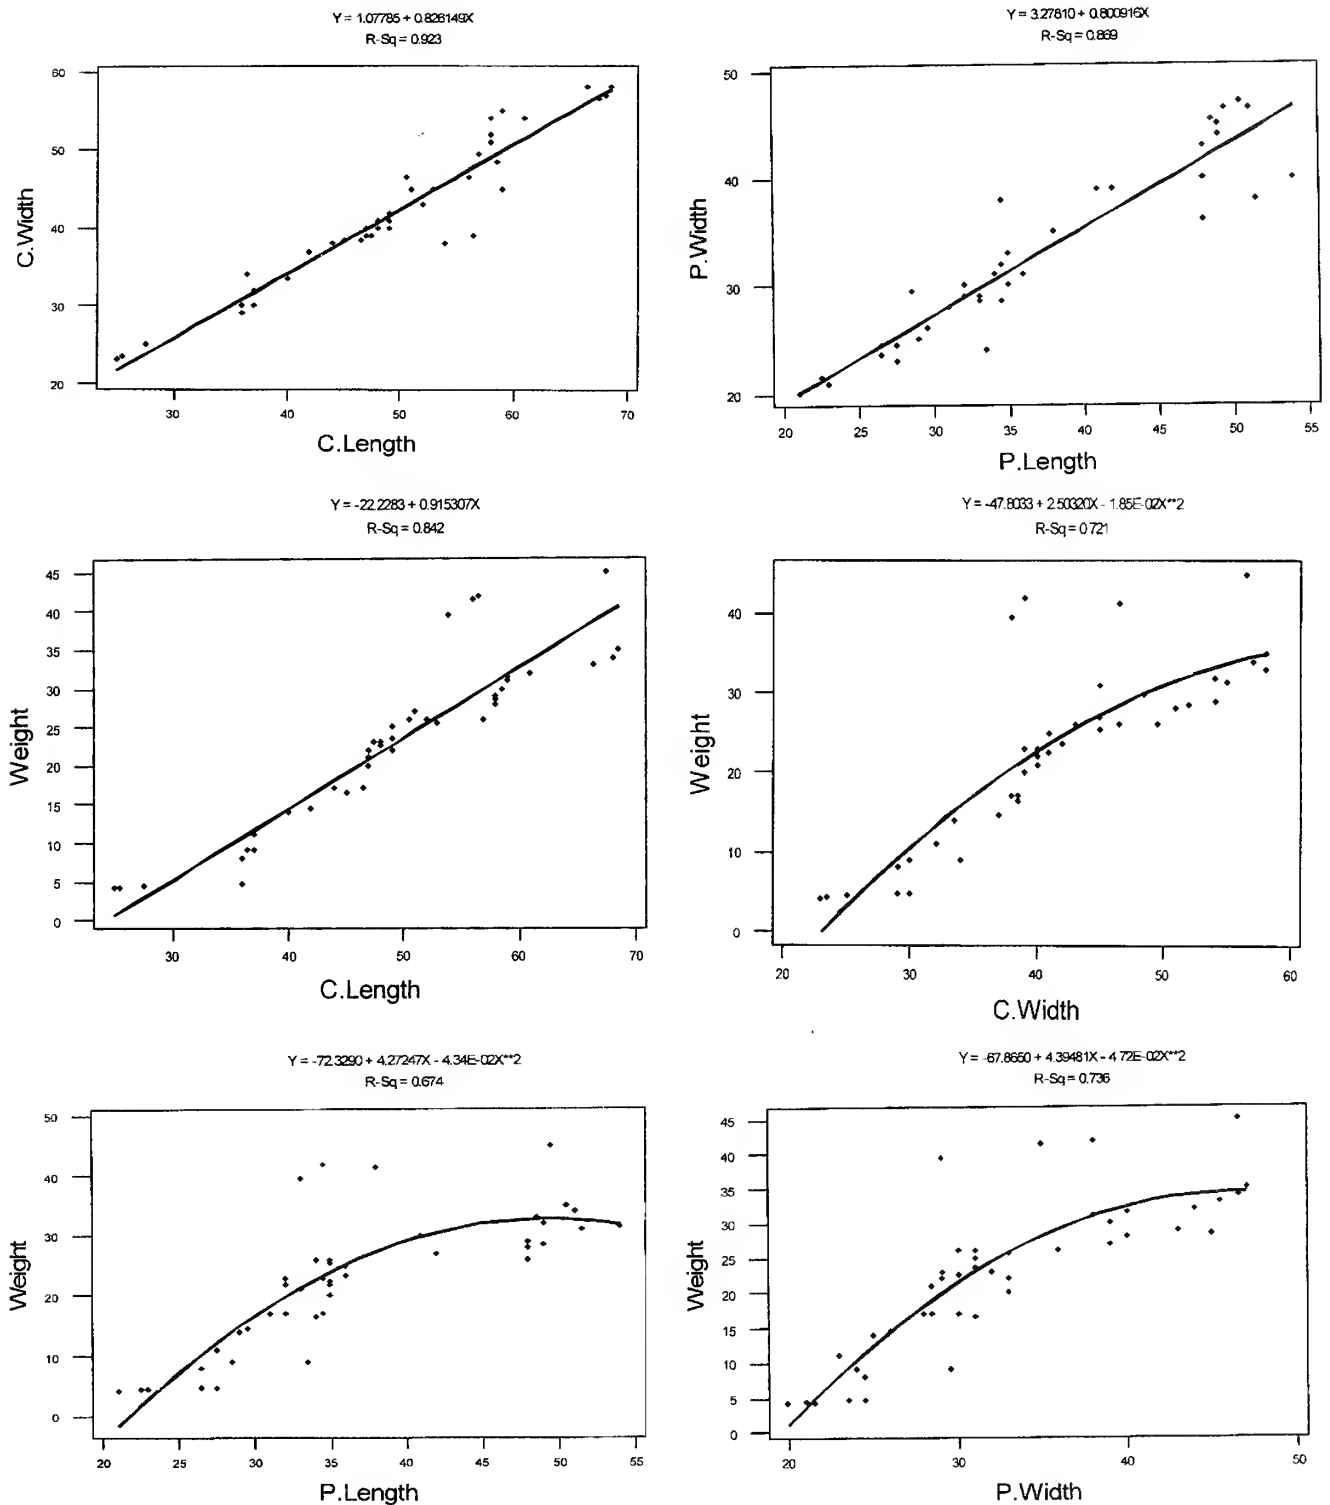 Y = 1.07785 + 0.826149X
R-Sq = 0.923
60
50
40
30
20
C.Width
30 40 50 60 70
C.Length
Y = 3.27810 + 0.800916X
R-Sq = 0.869
50
40
30
20
P.Width
20 25 30 35 40 45 50 55
P.Length
Y = -22.2283 + 0.915307X
R-Sq = 0.842
45
40
35
30
25
20
15
10
5
0
Weight
30 40 50 60 70
C.Length
Y = -47.8033 + 2.50320X - 1.85E-02X**2
R-Sq = 0.721
40
30
20
10
0
Weight
20 30 40 50 60
C.Width
Y = -72.3290 + 4.27247X - 4.34E-02X**2
R-Sq = 0.674
50
40
30
20
10
0
Weight
20 25 30 35 40 45 50 55
P.Length
Y = -67.8650 + 4.39481X - 4.72E-02X**2
R-Sq = 0.736
45
40
35
30
25
20
15
10
5
0
Weight
20 30 40 50
P.Width